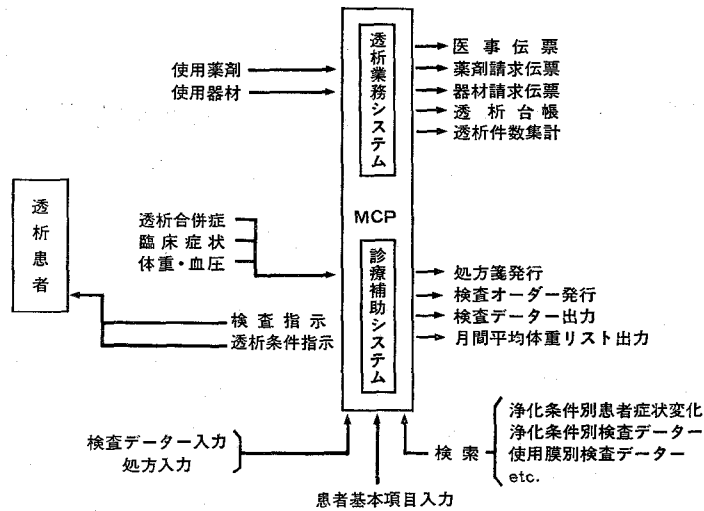 使用薬剤
使用器材
透析業務システム
医事伝票
薬剤請求伝票
器材請求伝票
透析台帳
透析件数集計
透析患者
MCP
透析合併症
臨床症状
体重・血圧
検査指示
透析条件指示
診療補助システム
処方箋発行
検査オーダー発行
検査データー出力
月間平均体重リスト出力
検査データー入力
処方入力
患者基本項目入力
検索
浄化条件別患者症状変化
浄化条件別検査データー
使用膜別検査データー
etc.